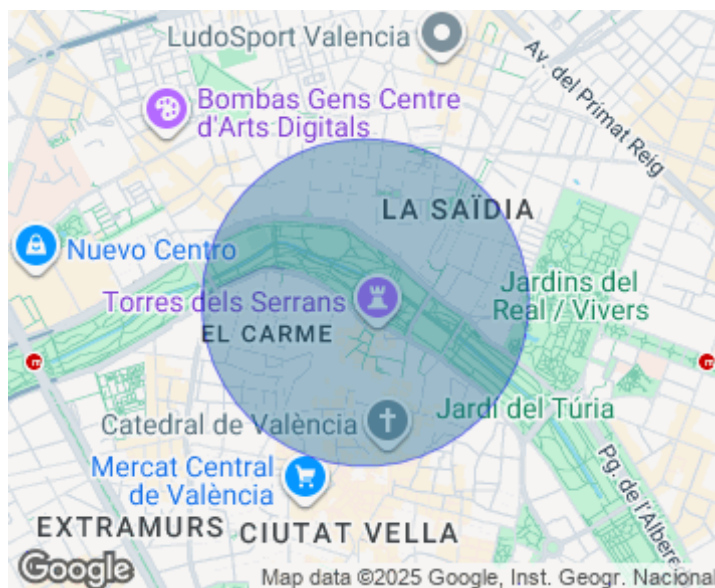 LudoSport Valencia
Av. del Primat Reig
Bombas Gens Centre
d'Arts Digitals
LA SAÏDIA
Nuevo Centro
Jardins del
Real / Vivers
Torres dels Serrans
EL CARME
Catedral de València
Jardí del Túria
Mercat Central
de València
Pg. de l'Albere
EXTRAMURS
CIUTAT VELLA
Google
Map data ©2025 Google, Inst. Geogr. Nacional